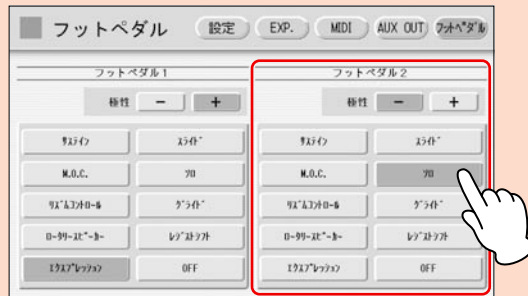 フットペダル 設定 EXP. MIDI AUX OUT ﾌｯﾄﾍﾟﾀﾞﾙ
フットペダル1 フットペダル2
極性 － ＋ 極性 － ＋
ｻｽﾃｲﾝ ｽﾗｲﾄﾞ ｻｽﾃｲﾝ ｽﾗｲﾄﾞ
M.O.C. ｿﾛ M.O.C. ｿﾛ
ﾘｽﾞﾑｺﾝﾄﾛｰﾙ ｸﾞﾗｲﾄﾞ ﾘｽﾞﾑｺﾝﾄﾛｰﾙ ｸﾞﾗｲﾄﾞ
ﾛｰﾀﾘｰｽﾋﾟｰｶｰ ﾚｼﾞｽﾄｼﾌﾄ ﾛｰﾀﾘｰｽﾋﾟｰｶｰ ﾚｼﾞｽﾄｼﾌﾄ
ｴｸｽﾌﾟﾚｯｼｮﾝ OFF ｴｸｽﾌﾟﾚｯｼｮﾝ OFF